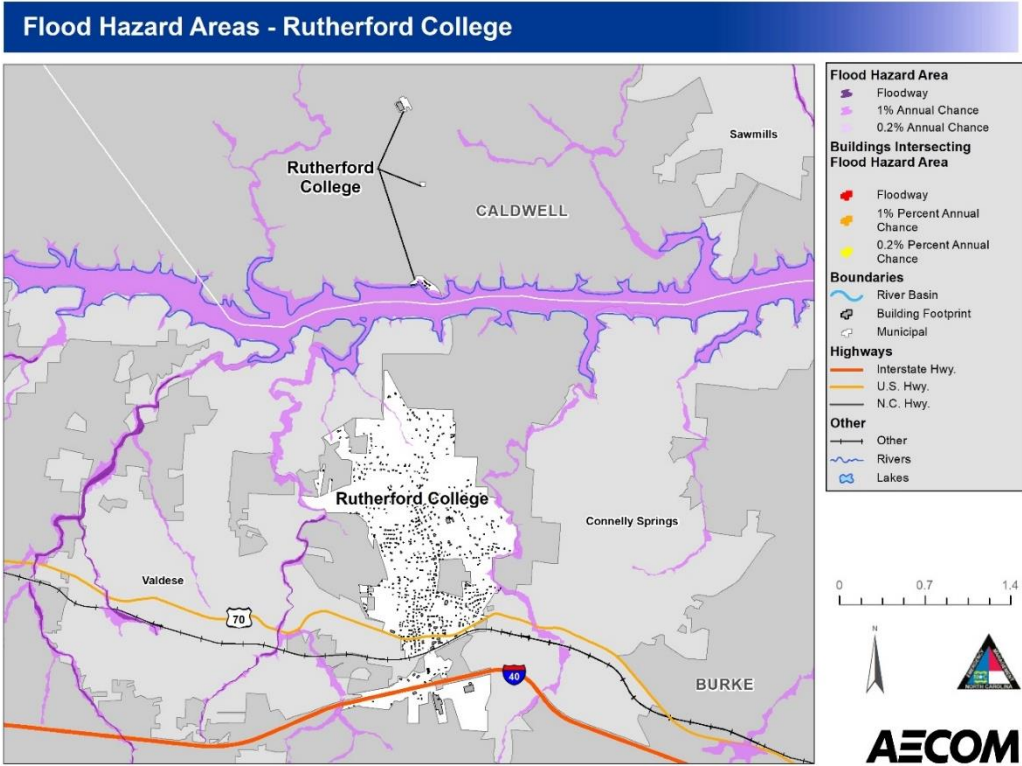 Flood Hazard Areas - Rutherford College
Sawmills
Rutherford
College
CALDWELL
Rutherford College
Connelly Springs
Valdese
70
40
BURKE
Flood Hazard Area
Floodway
1% Annual Chance
0.2% Annual Chance
Buildings Intersecting
Flood Hazard Area
Floodway
1% Percent Annual
Chance
0.2% Percent Annual
Chance
Boundaries
River Basin
Building Footprint
Municipal
Highways
Interstate Hwy.
U.S. Hwy.
N.C. Hwy.
Other
Other
Rivers
Lakes
0 0.7 1.4
N
NORTH CAROLINA
AECOM